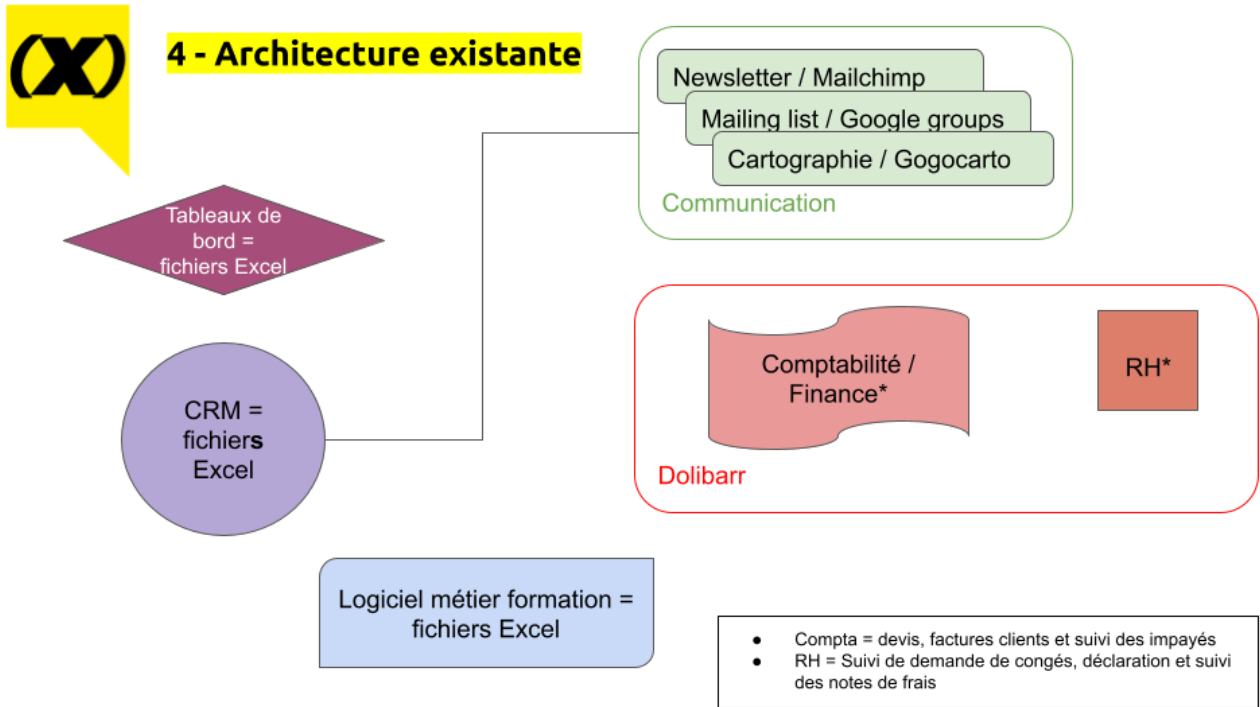 (X)
4 - Architecture existante
Newsletter / Mailchimp
Mailing list / Google groups
Cartographie / Gogocarto
Communication
Tableaux de
bord =
fichiers Excel
CRM =
fichiers
Excel
Comptabilité /
Finance*
RH*
Dolibarr
Logiciel métier formation =
fichiers Excel
● Compta = devis, factures clients et suivi des impayés
● RH = Suivi de demande de congés, déclaration et suivi
des notes de frais